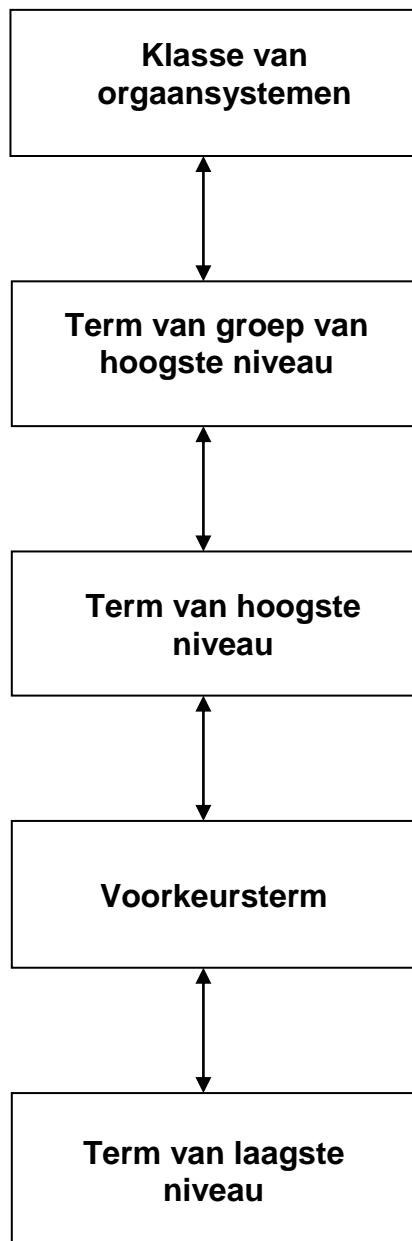 Klasse van
orgaansystemen
Term van groep van
hoogste niveau
Term van hoogste
niveau
Voorkeursterm
Term van laagste
niveau